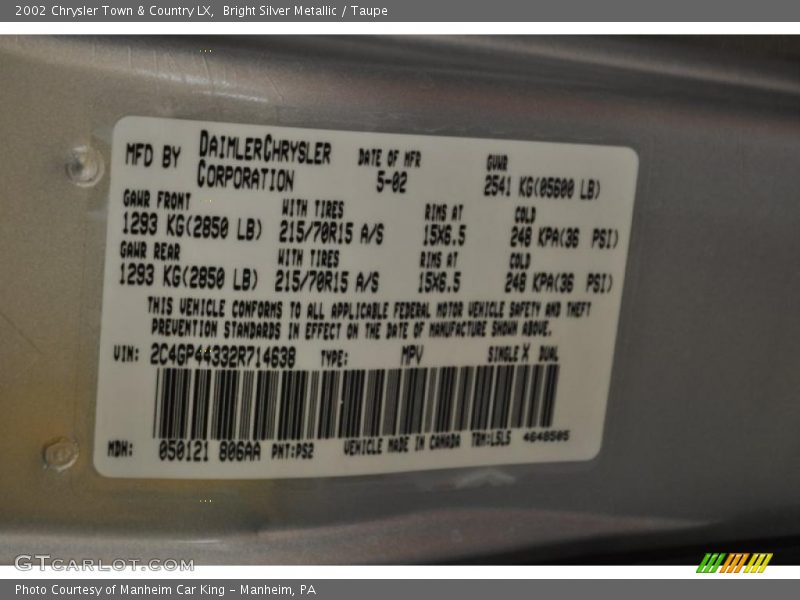 2002 Chrysler Town & Country LX, Bright Silver Metallic / Taupe
MFD BY DAIMLERCHRYSLER CORPORATION DATE OF MFR 5-02 GVWR 2541 KG(05600 LB)
GAWR FRONT WITH TIRES RIMS AT COLD
1293 KG(2850 LB) 215/70R15 A/S 15X6.5 248 KPA(36 PSI)
GAWR REAR WITH TIRES RIMS AT COLD
1293 KG(2850 LB) 215/70R15 A/S 15X6.5 248 KPA(36 PSI)
THIS VEHICLE CONFORMS TO ALL APPLICABLE FEDERAL MOTOR VEHICLE SAFETY AND THEFT
PREVENTION STANDARDS IN EFFECT ON THE DATE OF MANUFACTURE SHOWN ABOVE.
VIN: 2C4GP44332R714638 TYPE: MPV SINGLE X DUAL
MDH: 050121 806AA PNT:PS2 VEHICLE MADE IN CANADA TRM:L5L5 4648505
GTCARLOT.COM
Photo Courtesy of Manheim Car King – Manheim, PA